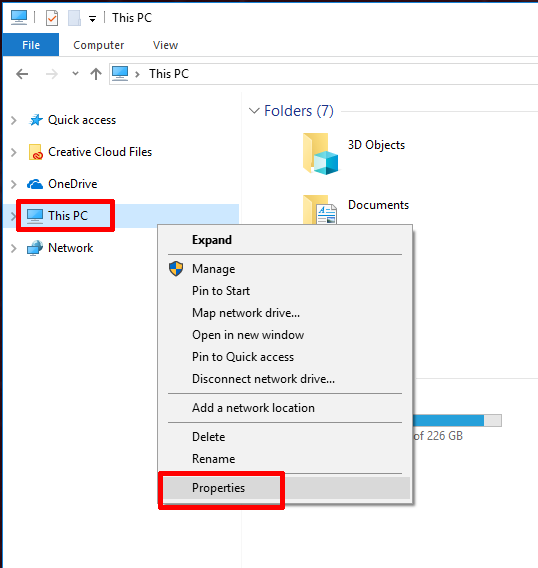 This PC
File Computer View
This PC
Quick access
Creative Cloud Files
OneDrive
This PC
Network
Folders (7)
3D Objects
Documents
Expand
Manage
Pin to Start
Map network drive...
Open in new window
Pin to Quick access
Disconnect network drive...
Add a network location
Delete
Rename
Properties
of 226 GB